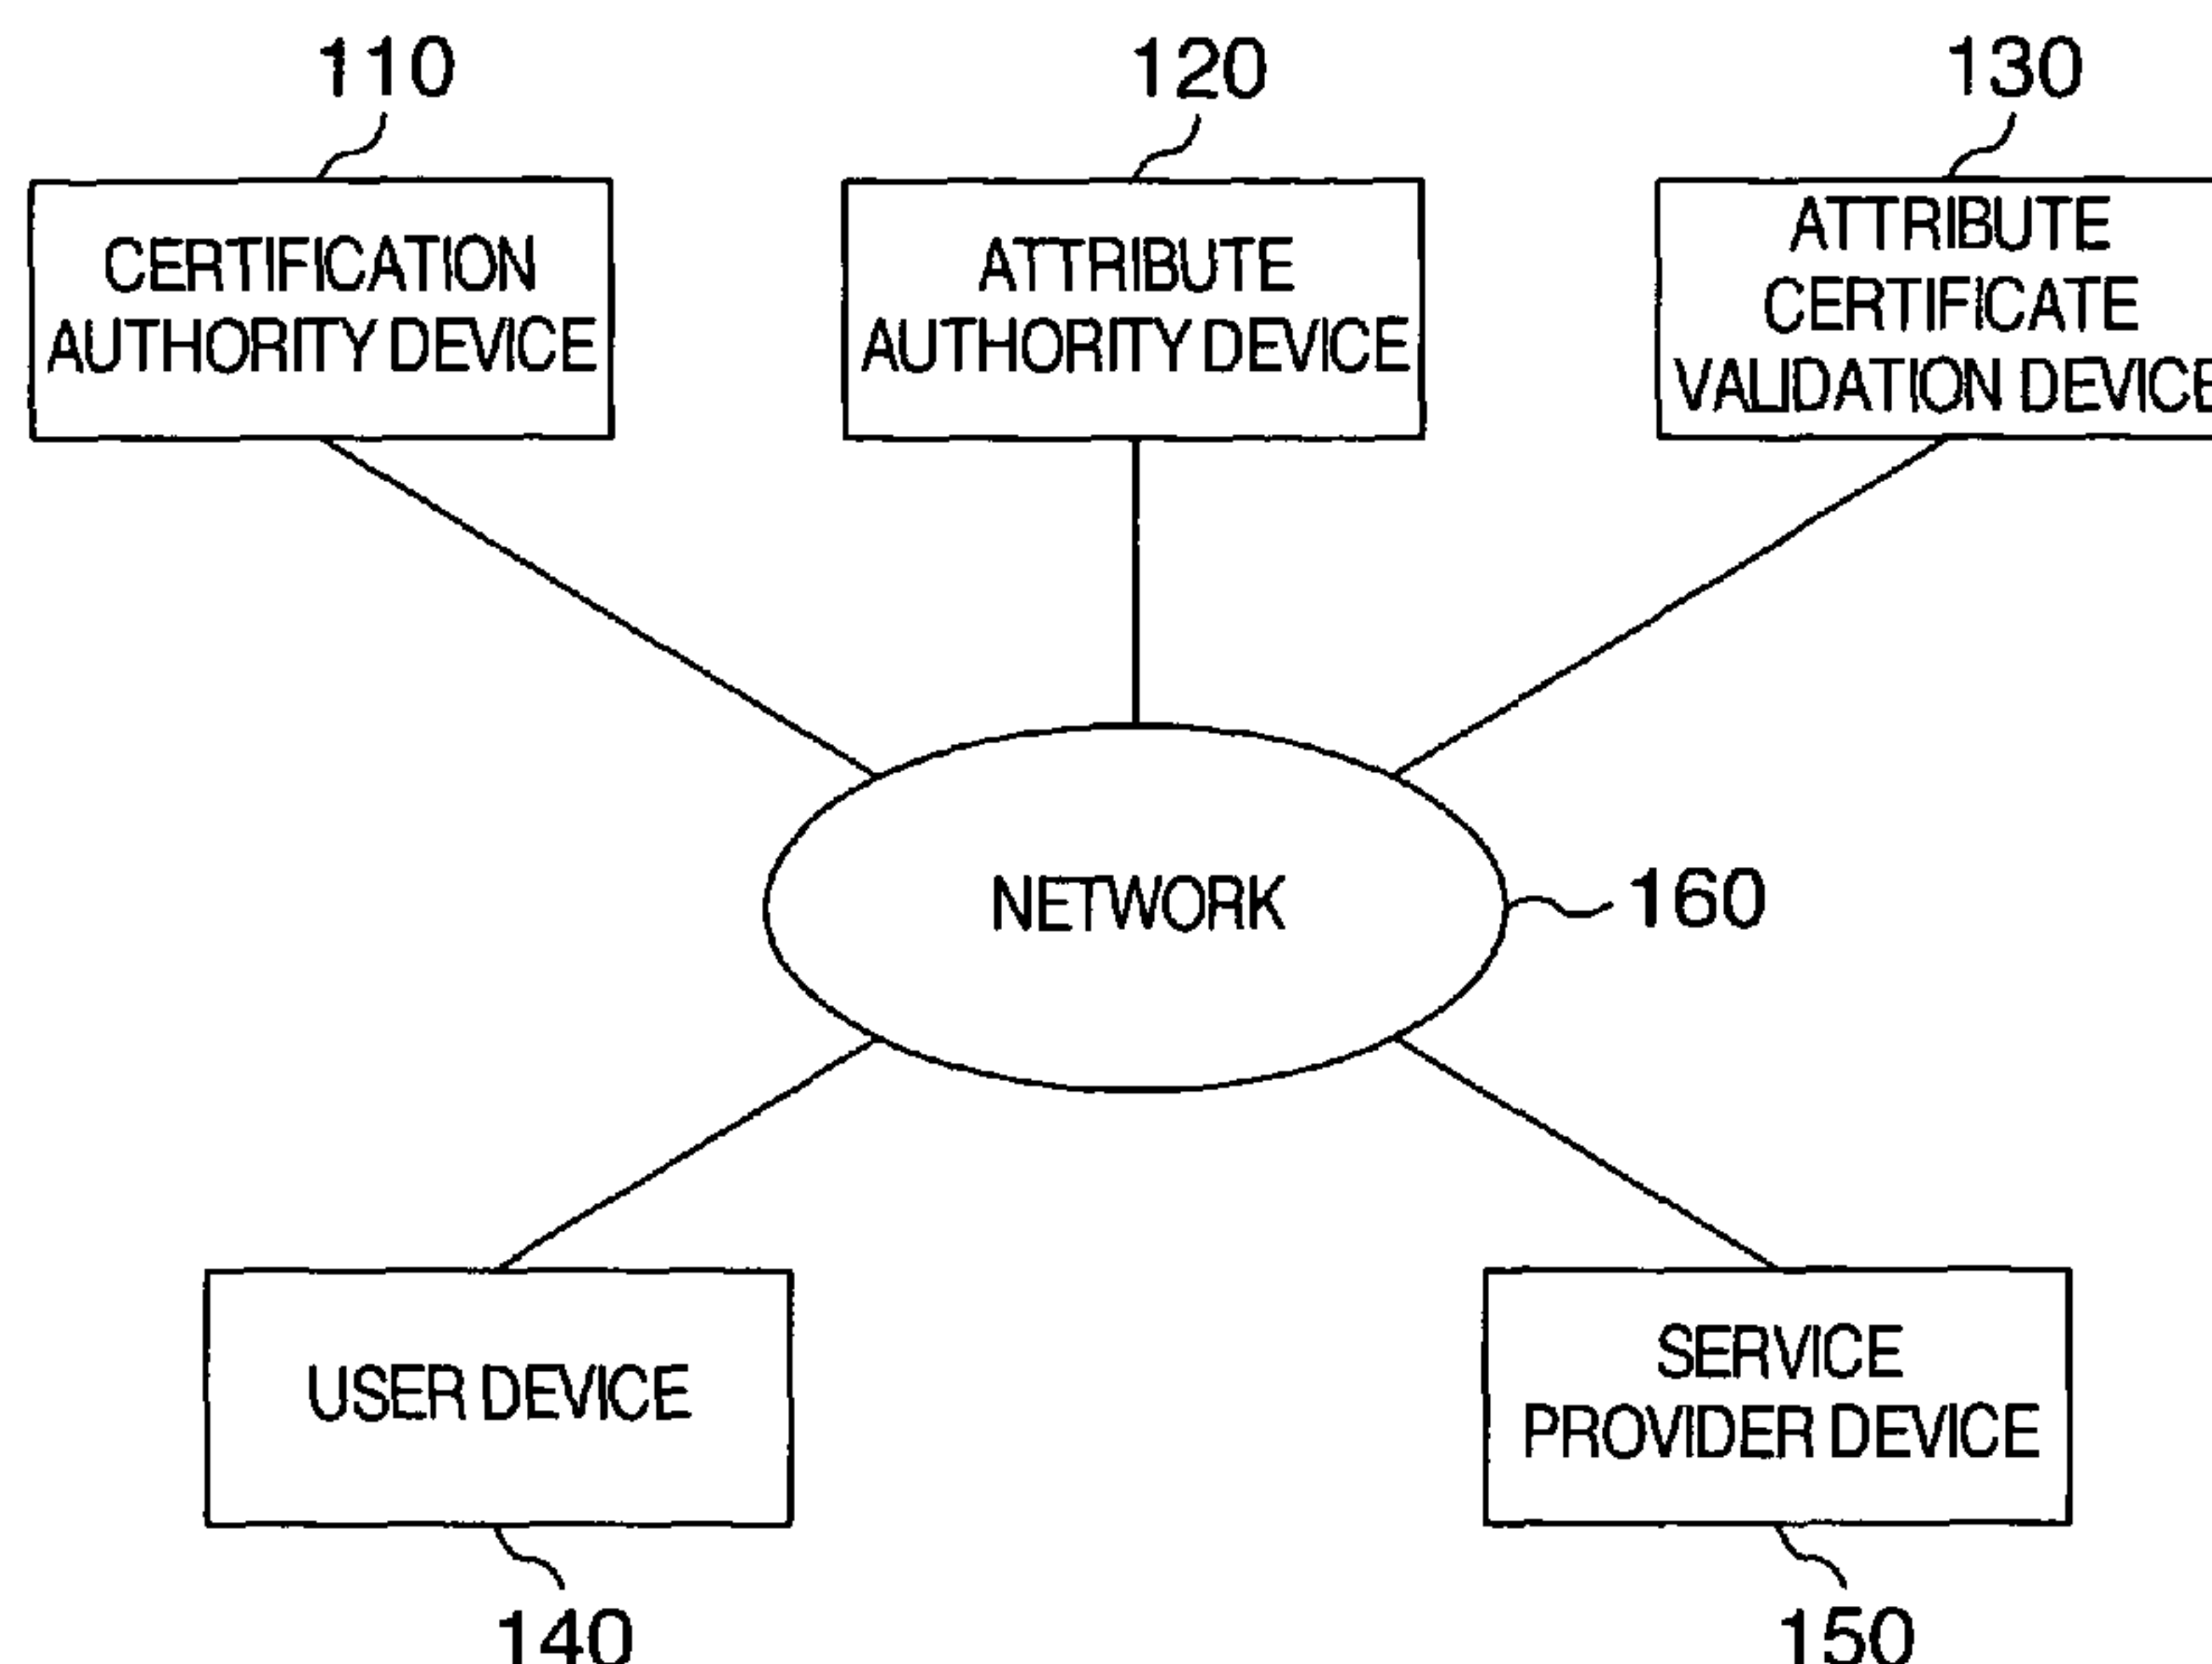 110
120
130
CERTIFICATION
AUTHORITY DEVICE
ATTRIBUTE
AUTHORITY DEVICE
ATTRIBUTE
CERTIFICATE
VALIDATION DEVICE
NETWORK
160
USER DEVICE
SERVICE
PROVIDER DEVICE
140
150